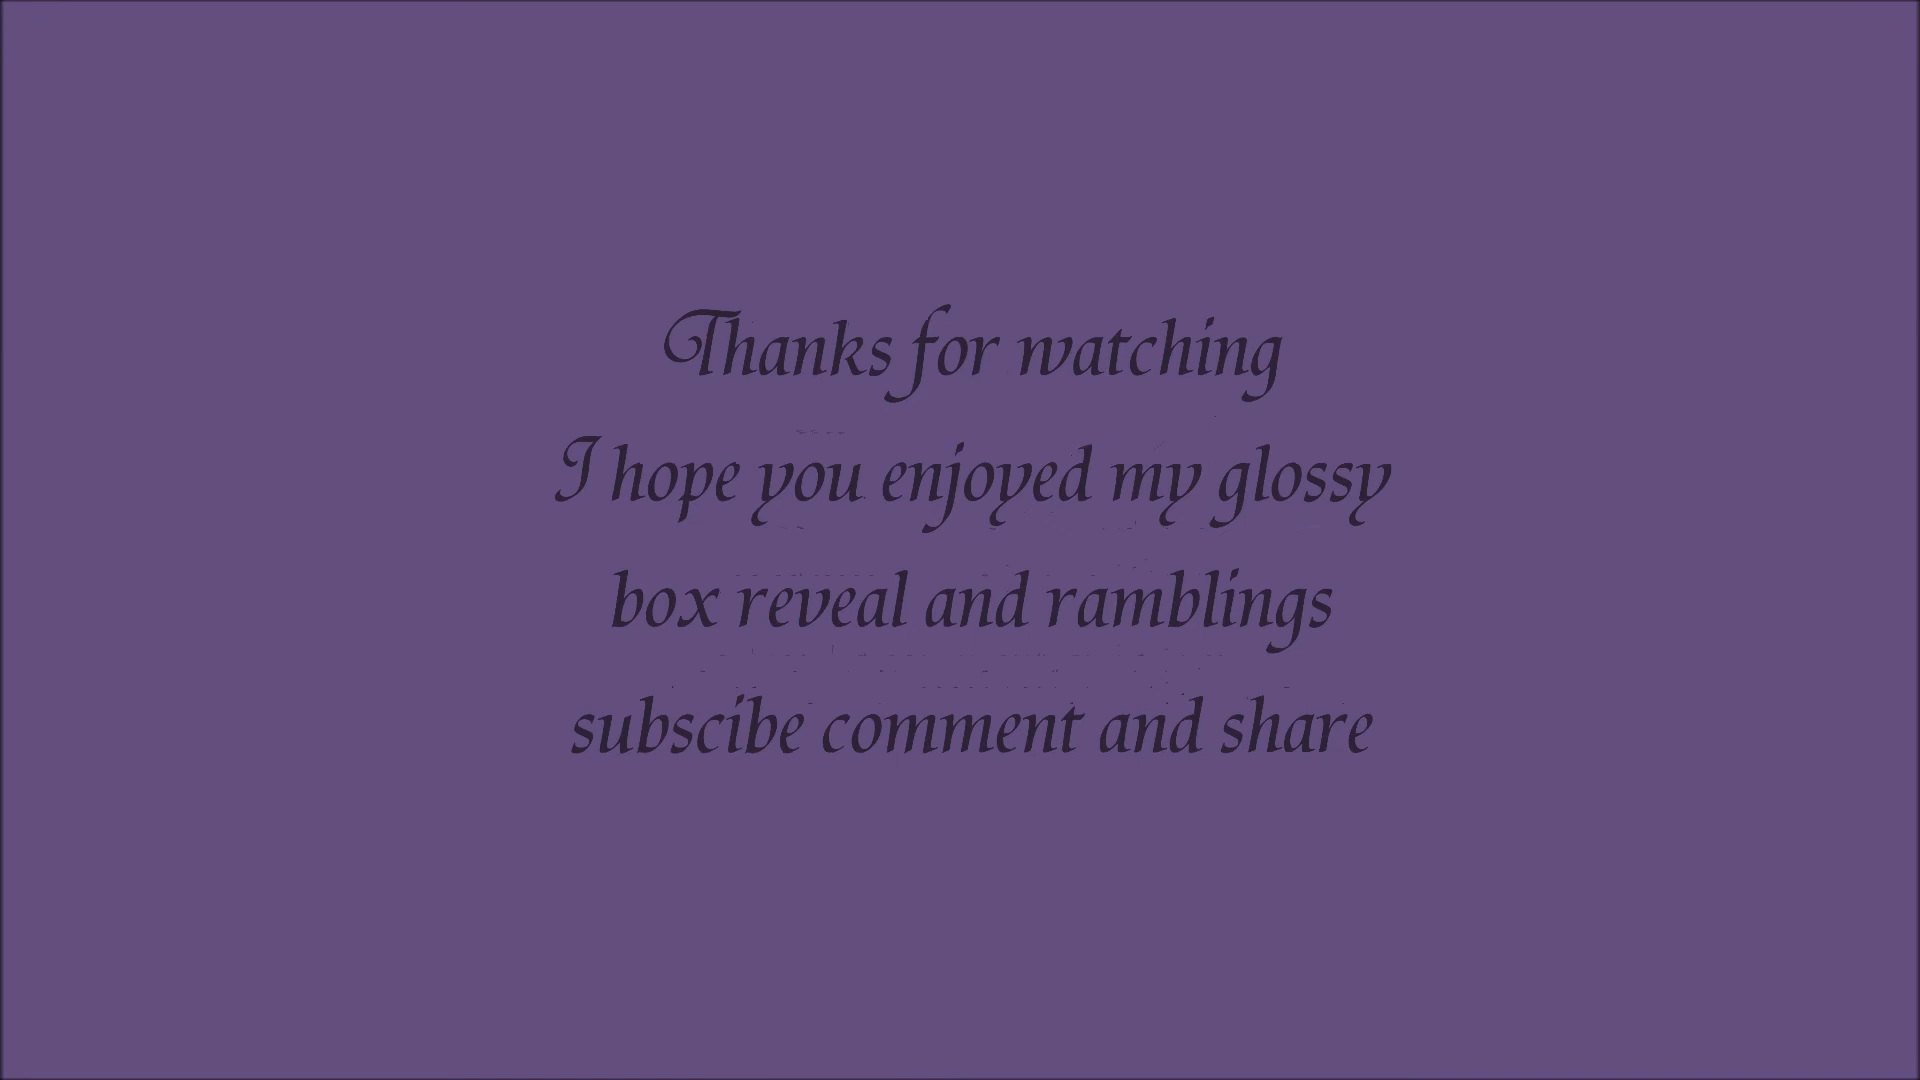 Thanks for watching
I hope you enjoyed my glossy
box reveal and ramblings
subscibe comment and share